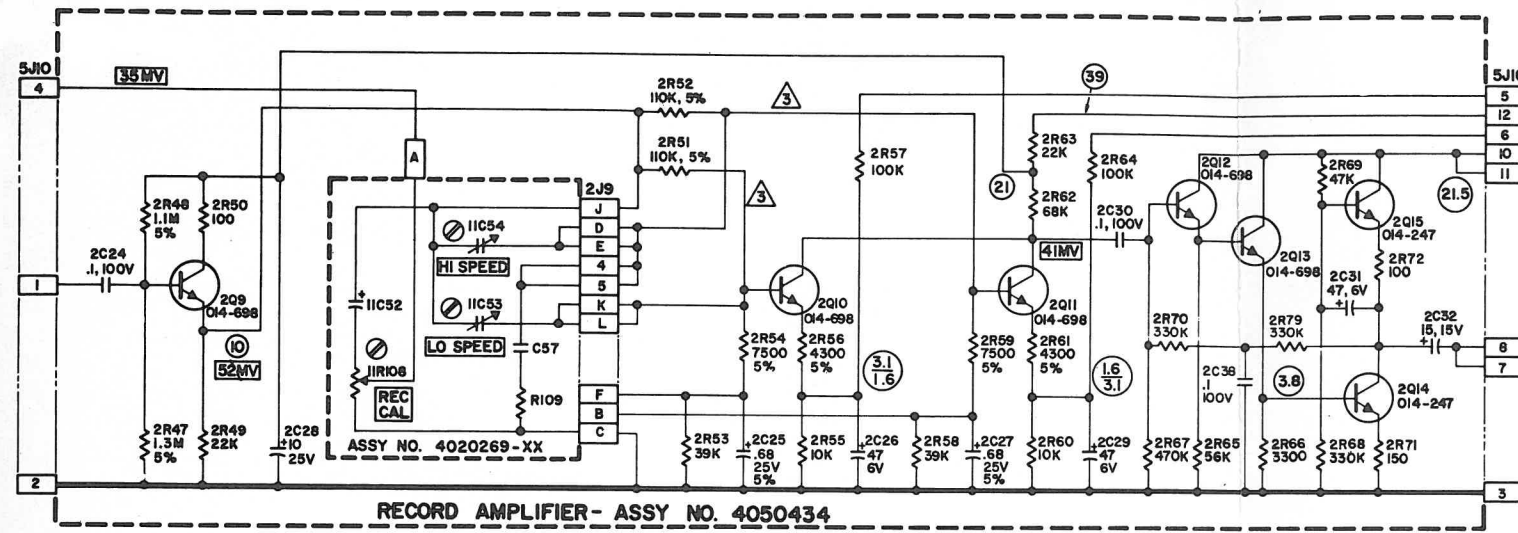 5J10
4
35 MV
1
2
2C24
.1, 100V
2R48
1.1M
5%
2R50
100
2Q9
014-698
10
52MV
2R47
1.3M
5%
2R49
22K
2C28
+10
25V
A
11C54
HI SPEED
11C52
11C53
LO SPEED
C57
11R108
REC
CAL
R109
ASSY NO. 4020269-XX
2J9
J
D
E
4
5
K
L
F
B
C
2R52
110K, 5%
2R51
110K, 5%
3
3
2R57
100K
2Q10
014-698
2R54
7500
5%
2R56
4300
5%
3.1
1.6
2R53
39K
2C25
.68
25V
5%
2R55
10K
2C26
47
6V
2R58
39K
2C27
.68
25V
5%
39
2R63
22K
21
2R62
68K
2R64
100K
41MV
2C30
.1, 100V
2Q11
014-698
2R59
7500
5%
2R61
4300
5%
1.6
3.1
2R60
10K
2C29
47
6V
2Q12
014-698
2Q13
014-698
2R69
47K
2Q15
014-247
2R72
100
2C31
47, 6V
2R70
330K
2R79
330K
2C32
15, 15V
2C38
.1
100V
3.8
2Q14
014-247
2R67
470K
2R65
56K
2R66
3300
2R68
330K
2R71
150
21.5
5J10
5
12
6
10
11
8
7
3
RECORD AMPLIFIER- ASSY NO. 4050434